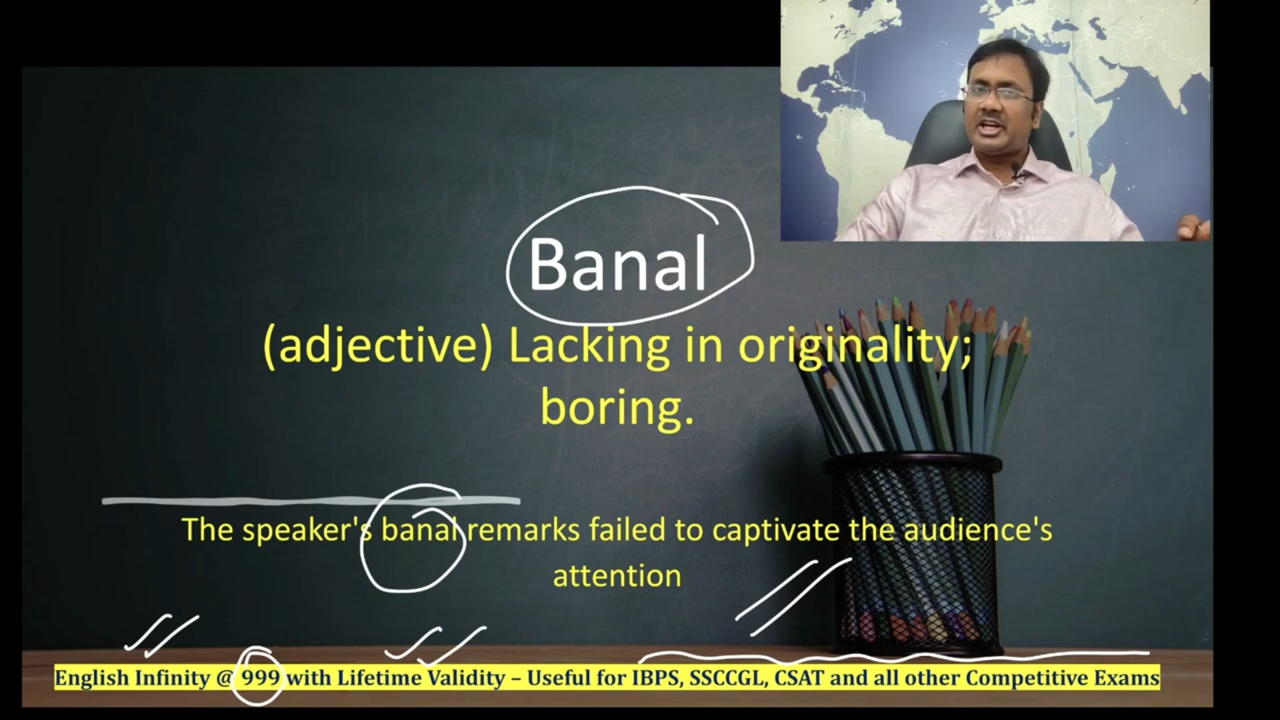 Banal
(adjective) Lacking in originality;
boring.
The speaker's banal remarks failed to captivate the audience's
attention
English Infinity @ 999 with Lifetime Validity – Useful for IBPS, SSCCGL, CSAT and all other Competitive Exams